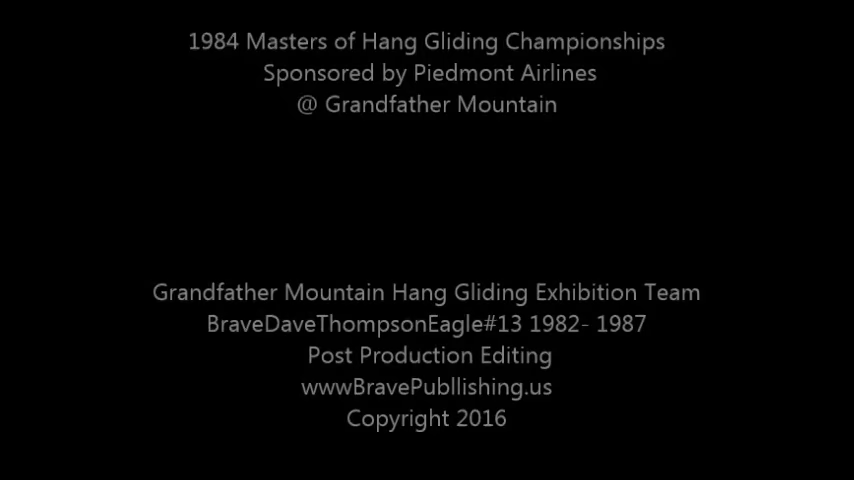 1984 Masters of Hang Gliding Championships
Sponsored by Piedmont Airlines
@ Grandfather Mountain
Grandfather Mountain Hang Gliding Exhibition Team
BraveDaveThompsonEagle#13 1982- 1987
Post Production Editing
wwwBravePubllishing.us
Copyright 2016